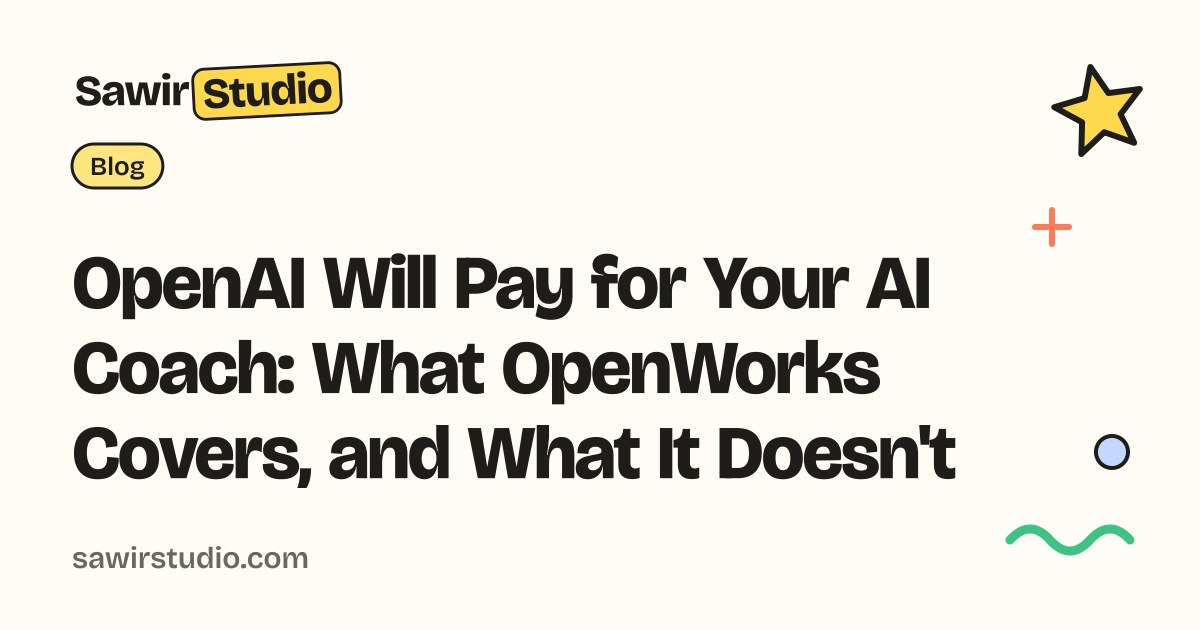 Sawir Studio
Blog
OpenAI Will Pay for Your AI
Coach: What OpenWorks
Covers, and What It Doesn't
sawirstudio.com